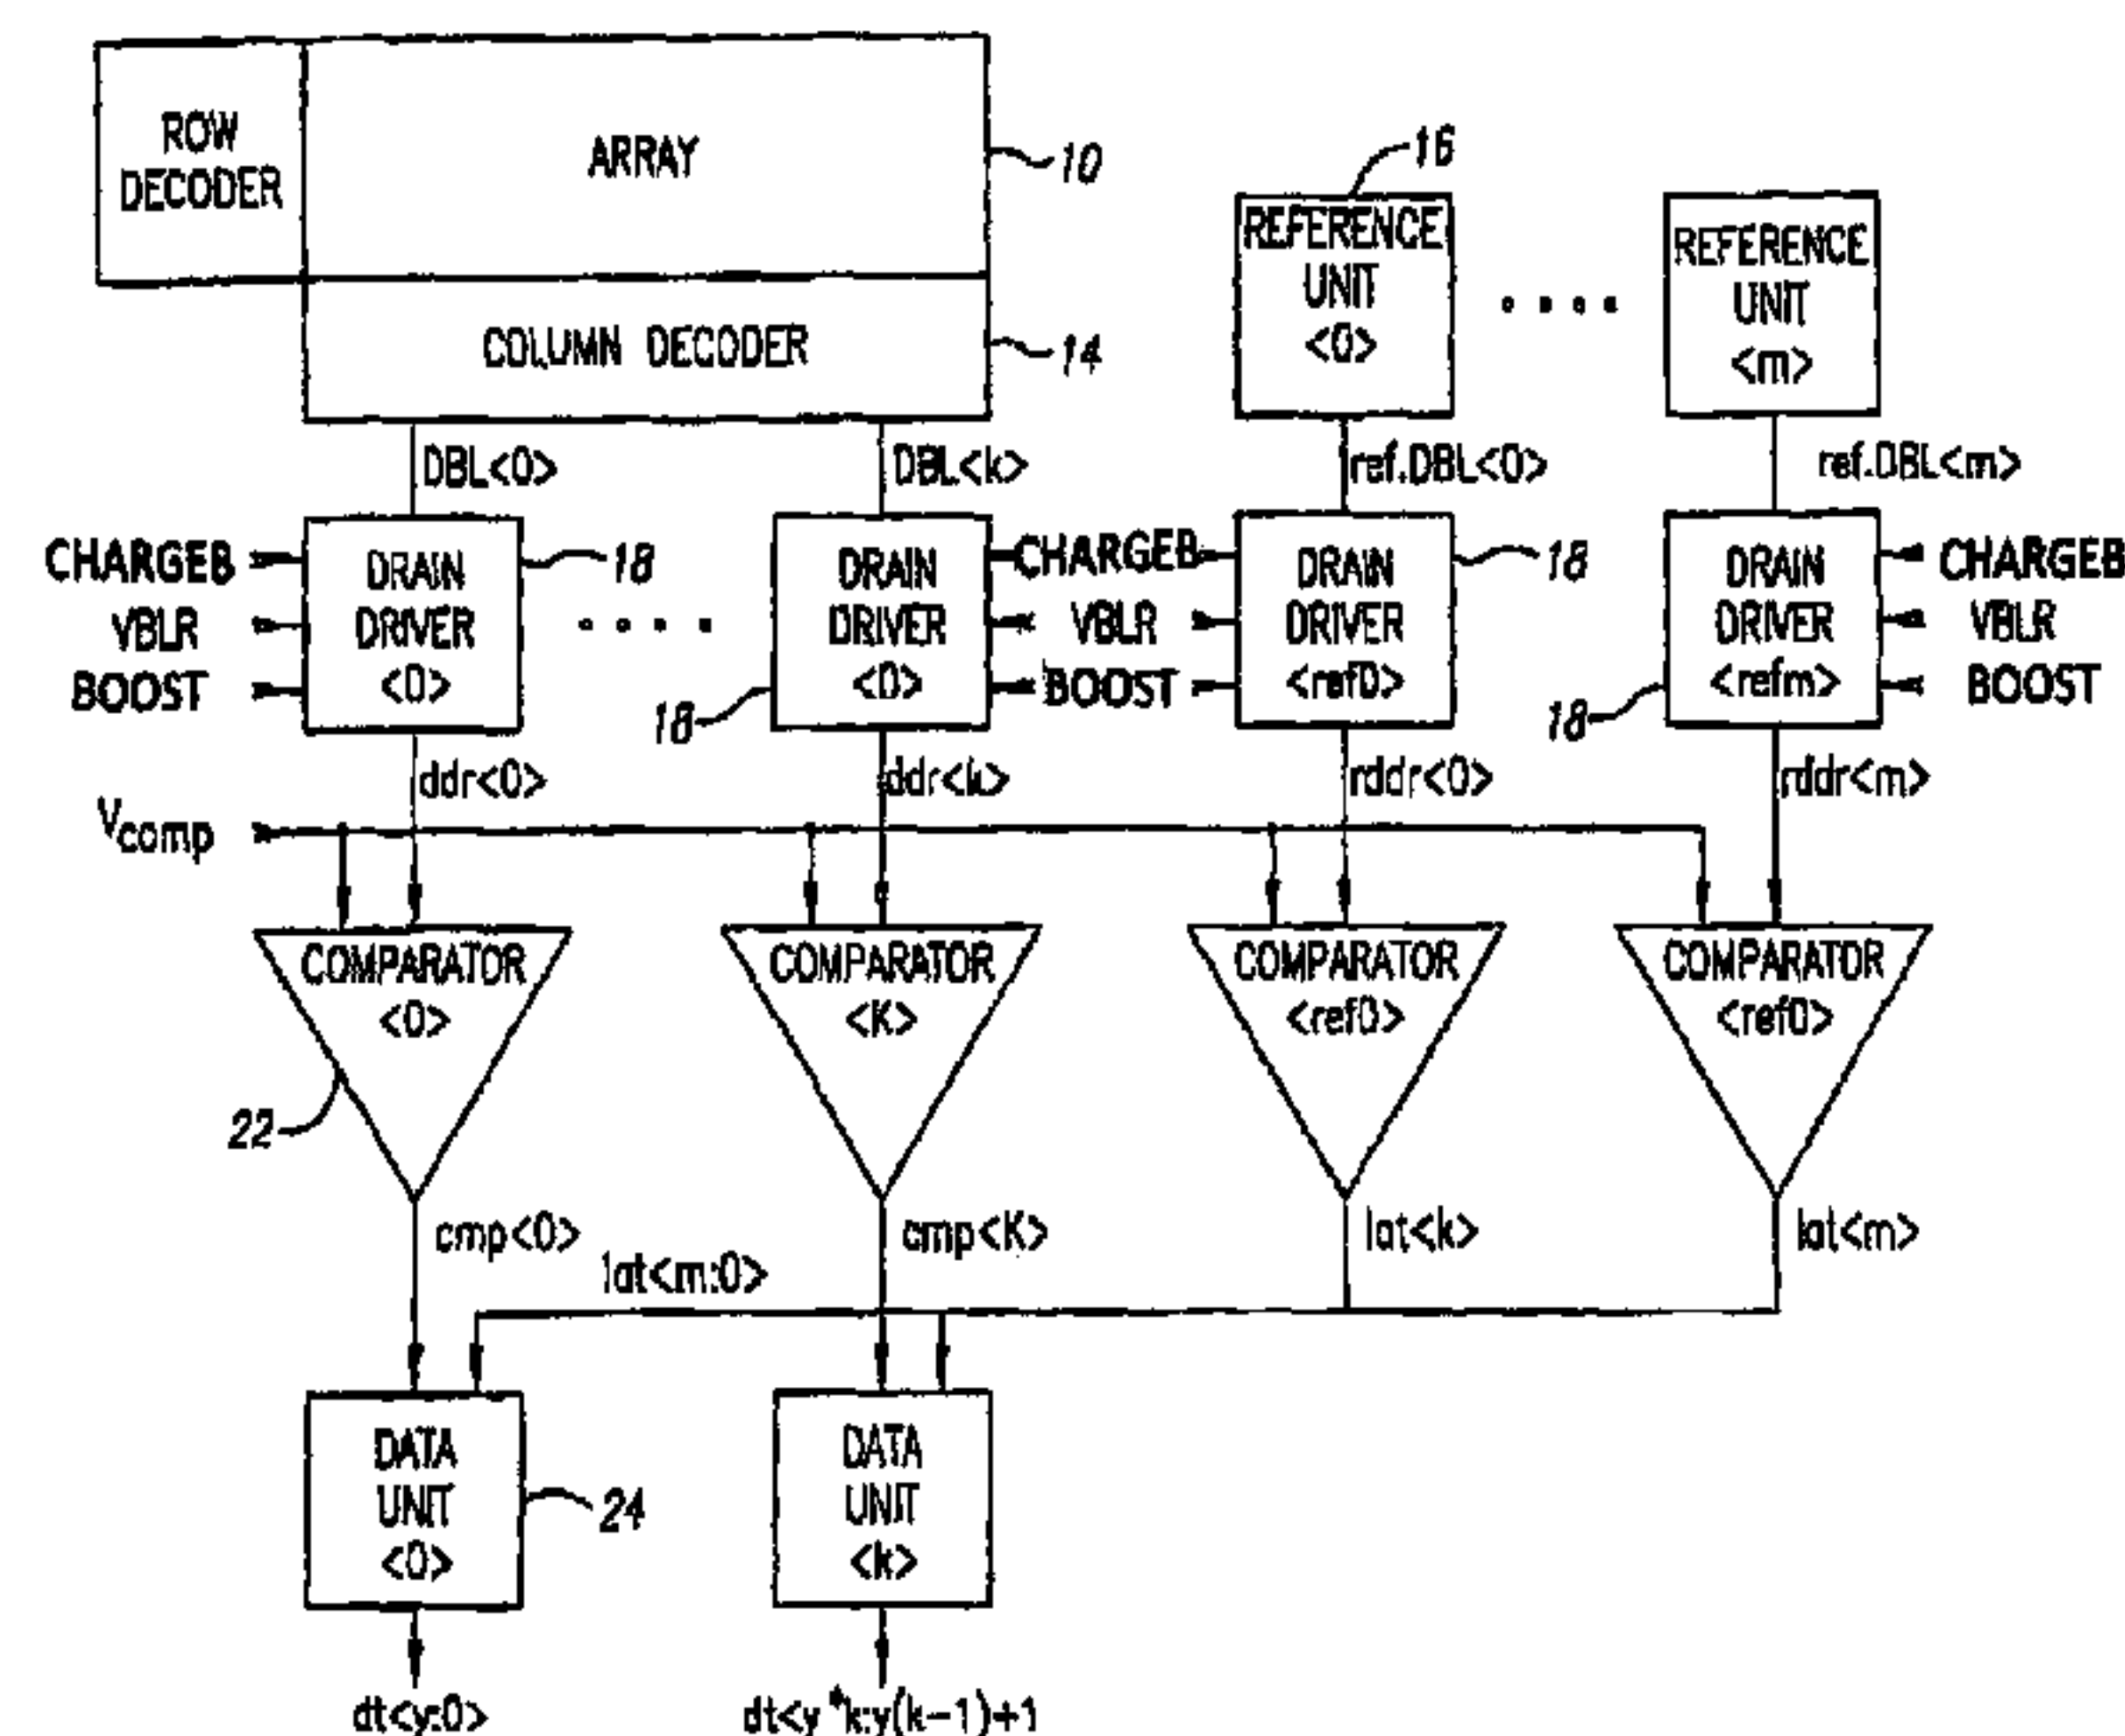 ROW
DECODER
ARRAY
10
COLUMN DECODER
14
16
REFERENCE
UNIT
<0>
REFERENCE
UNIT
<m>
DBL<0>
DBL<k>
ref.DBL<0>
ref.DBL<m>
CHARGEB
VBLR
BOOST
DRAIN
DRIVER
<0>
18
DRAIN
DRIVER
<0>
18
CHARGEB
VBLR
BOOST
DRAIN
DRIVER
<ref0>
18
DRAIN
DRIVER
<refm>
18
CHARGEB
VBLR
BOOST
ddr<0>
ddr<k>
rddr<0>
rddr<m>
Vcomp
COMPARATOR
<0>
22
COMPARATOR
<K>
COMPARATOR
<ref0>
COMPARATOR
<ref0>
cmp<0>
cmp<K>
lat<k>
lat<m>
lat<m:0>
DATA
UNIT
<0>
24
DATA
UNIT
<k>
dt<y:0>
dt<y*k:y(k-1)+1